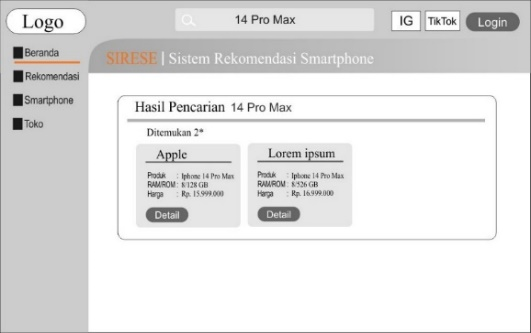 Logo
14 Pro Max
IG
TikTok
Login
Beranda
Rekomendasi
Smartphone
Toko
SIRESE | Sistem Rekomendasi Smartphone
Hasil Pencarian 14 Pro Max
Ditemukan 2*
Apple
Produk : Iphone 14 Pro Max
RAM/ROM : 8/128 GB
Harga : Rp. 15.999.000
Detail
Lorem ipsum
Produk : Iphone 14 Pro Max
RAM/ROM : 8/526 GB
Harga : Rp. 16.999.000
Detail